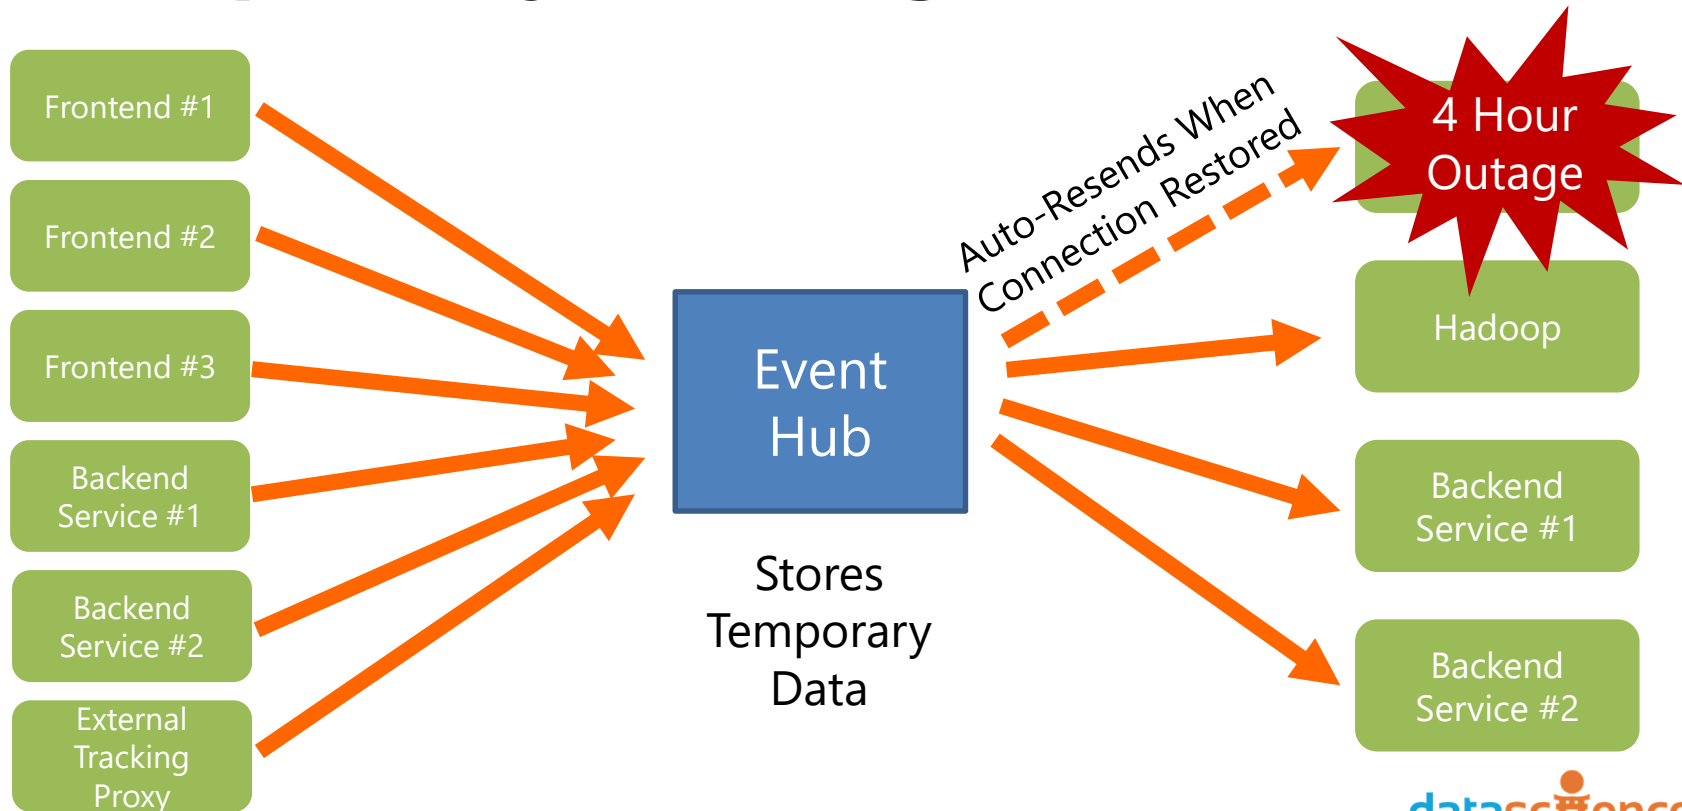 Frontend #1
Frontend #2
Frontend #3
Backend
Service #1
Backend
Service #2
External
Tracking
Proxy
Event
Hub
Stores
Temporary
Data
Auto-Resends When
Connection Restored
4 Hour
Outage
Hadoop
Backend
Service #1
Backend
Service #2